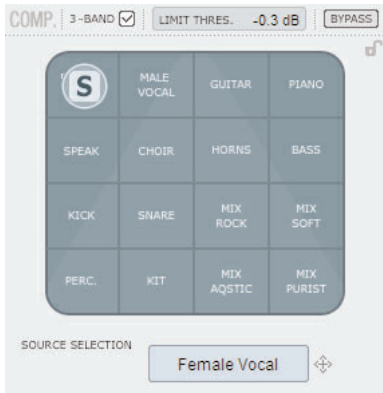 COMP. 3-BAND LIMIT THRES. -0.3 dB BYPASS
S MALE VOCAL GUITAR PIANO
SPEAK CHOIR HORNS BASS
KICK SNARE MIX ROCK MIX SOFT
PERC. KIT MIX AQSTIC MIX PURIST
SOURCE SELECTION
Female Vocal